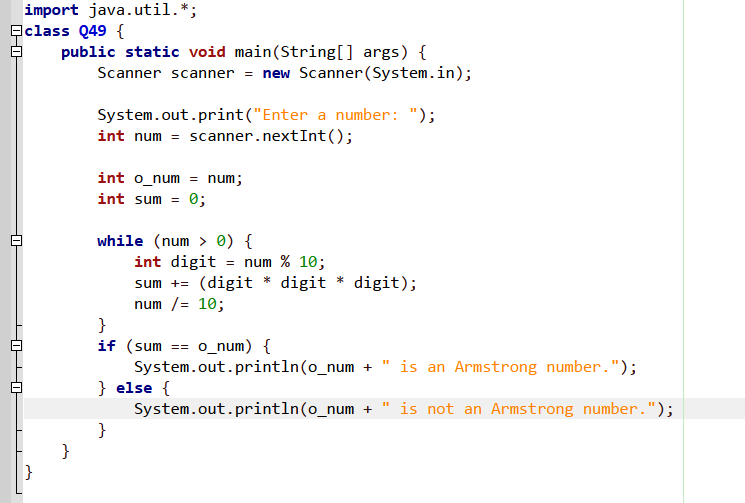 import java.util.*;
class Q49 {
    public static void main(String[] args) {
        Scanner scanner = new Scanner(System.in);

        System.out.print("Enter a number: ");
        int num = scanner.nextInt();

        int o_num = num;
        int sum = 0;

        while (num > 0) {
            int digit = num % 10;
            sum += (digit * digit * digit);
            num /= 10;
        }
        if (sum == o_num) {
            System.out.println(o_num + " is an Armstrong number.");
        } else {
            System.out.println(o_num + " is not an Armstrong number.");
        }
    }
}